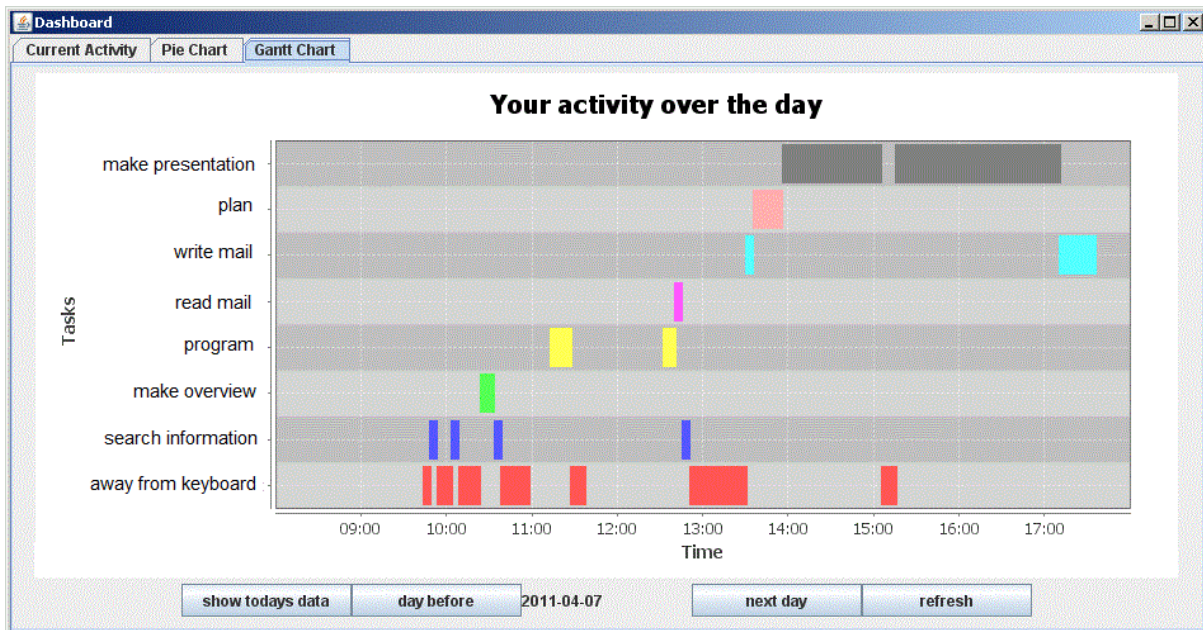 Dashboard
Current Activity Pie Chart Gantt Chart
Your activity over the day
make presentation
plan
write mail
read mail
program
make overview
search information
away from keyboard
Tasks
09:00 10:00 11:00 12:00 13:00 14:00 15:00 16:00 17:00
Time
show todays data day before 2011-04-07 next day refresh